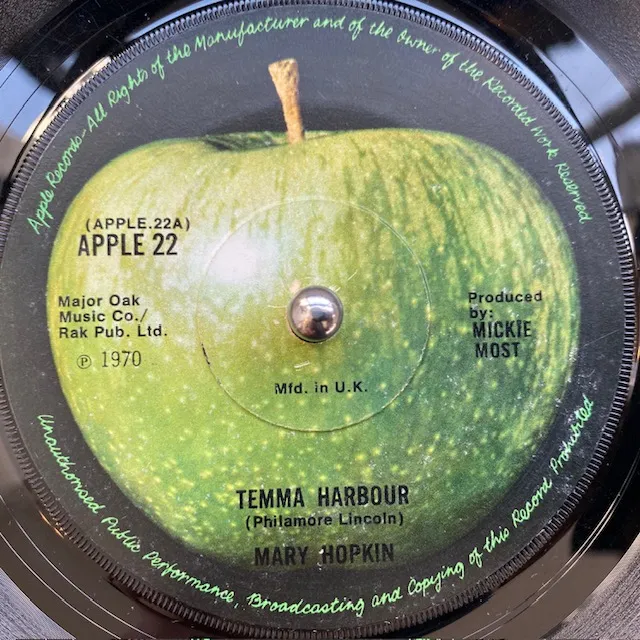 Apple Records-All Rights of the Manufacturer and of the Owner of the Recorded Work Reserved
(APPLE.22A)
APPLE 22
Major Oak
Music Co./
Rak Pub. Ltd.
℗ 1970
Produced
by:
MICKIE
MOST
Mfd. in U.K.
TEMMA HARBOUR
(Philamore Lincoln)
MARY HOPKIN
Unauthorised Public Performance, Broadcasting and Copying of this Record Prohibited